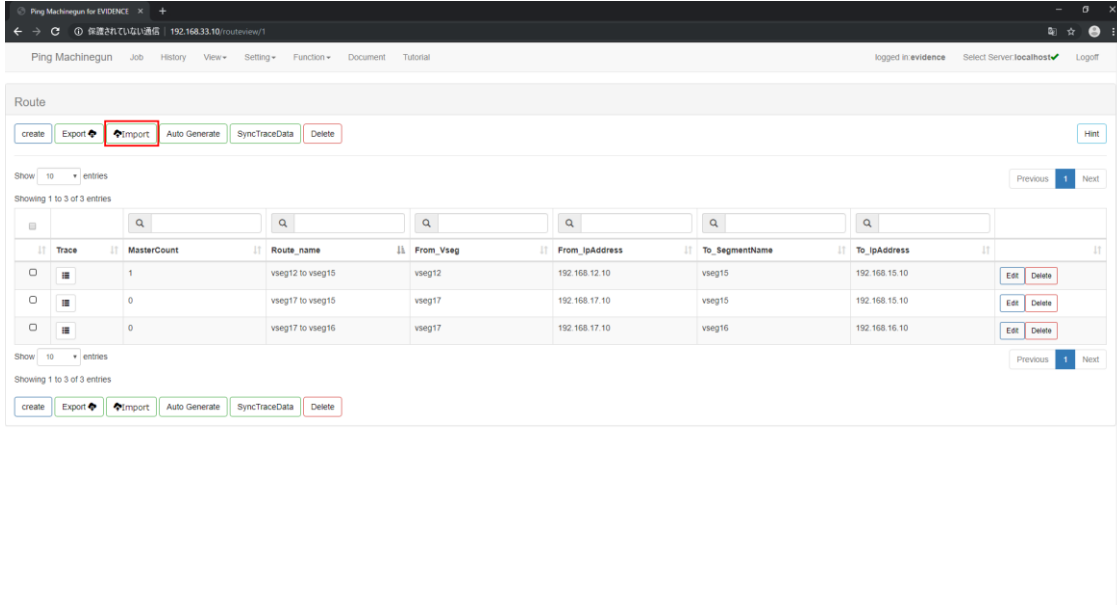 Ping Machinegun for EVIDENCE
保護されていない通信 | 192.168.33.10/routeview/1
Ping Machinegun Job History View Setting Function Document Tutorial logged in:evidence Select Server:localhost Logoff
Route
create Export Import Auto Generate SyncTraceData Delete Hint
Show 10 entries Previous 1 Next
Showing 1 to 3 of 3 entries
Trace MasterCount Route_name From_Vseg From_IpAddress To_SegmentName To_IpAddress
1 vseg12 to vseg15 vseg12 192.168.12.10 vseg15 192.168.15.10 Edit Delete
0 vseg17 to vseg15 vseg17 192.168.17.10 vseg15 192.168.15.10 Edit Delete
0 vseg17 to vseg16 vseg17 192.168.17.10 vseg16 192.168.16.10 Edit Delete
Show 10 entries Previous 1 Next
Showing 1 to 3 of 3 entries
create Export Import Auto Generate SyncTraceData Delete